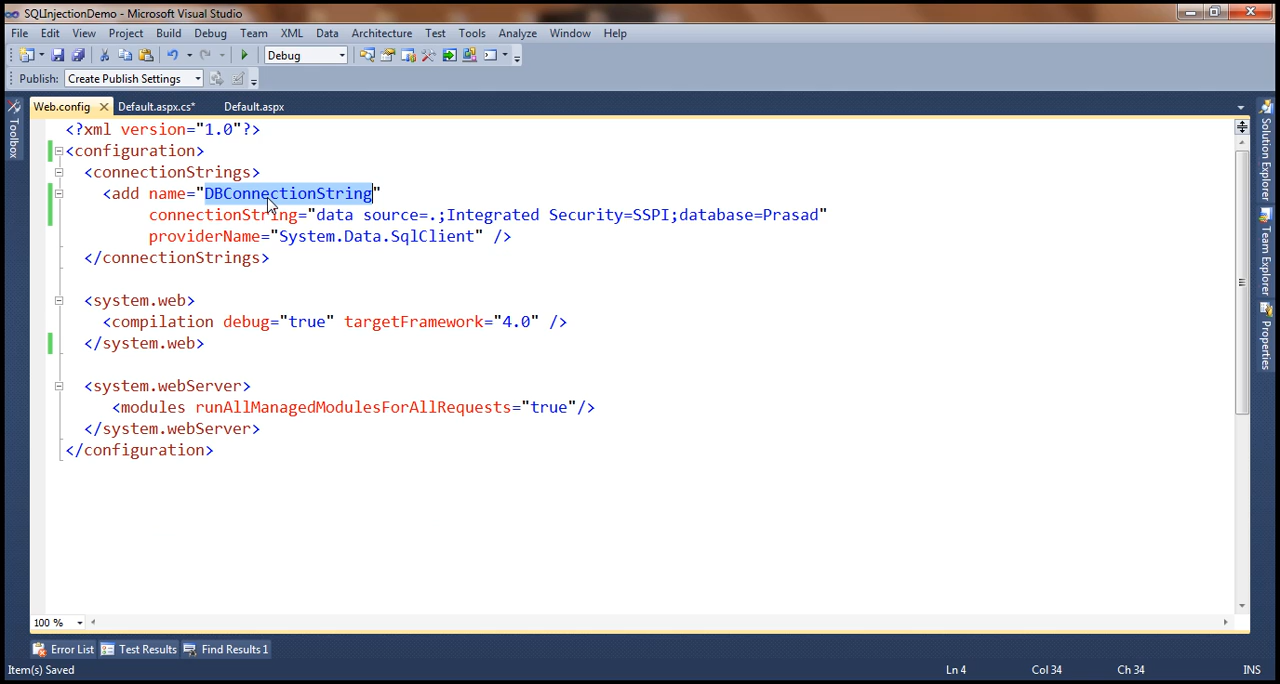 SQLInjectionDemo - Microsoft Visual Studio
File Edit View Project Build Debug Team XML Data Architecture Test Tools Analyze Window Help
Debug
Publish: Create Publish Settings
Web.config Default.aspx.cs* Default.aspx
Toolbox
<?xml version="1.0"?>
<configuration>
<connectionStrings>
<add name="DBConnectionString"
connectionString="data source=.;Integrated Security=SSPI;database=Prasad"
providerName="System.Data.SqlClient" />
</connectionStrings>
<system.web>
<compilation debug="true" targetFramework="4.0" />
</system.web>
<system.webServer>
<modules runAllManagedModulesForAllRequests="true"/>
</system.webServer>
</configuration>
Solution Explorer
Team Explorer
Properties
100 %
Error List Test Results Find Results 1
Item(s) Saved Ln 4 Col 34 Ch 34 INS